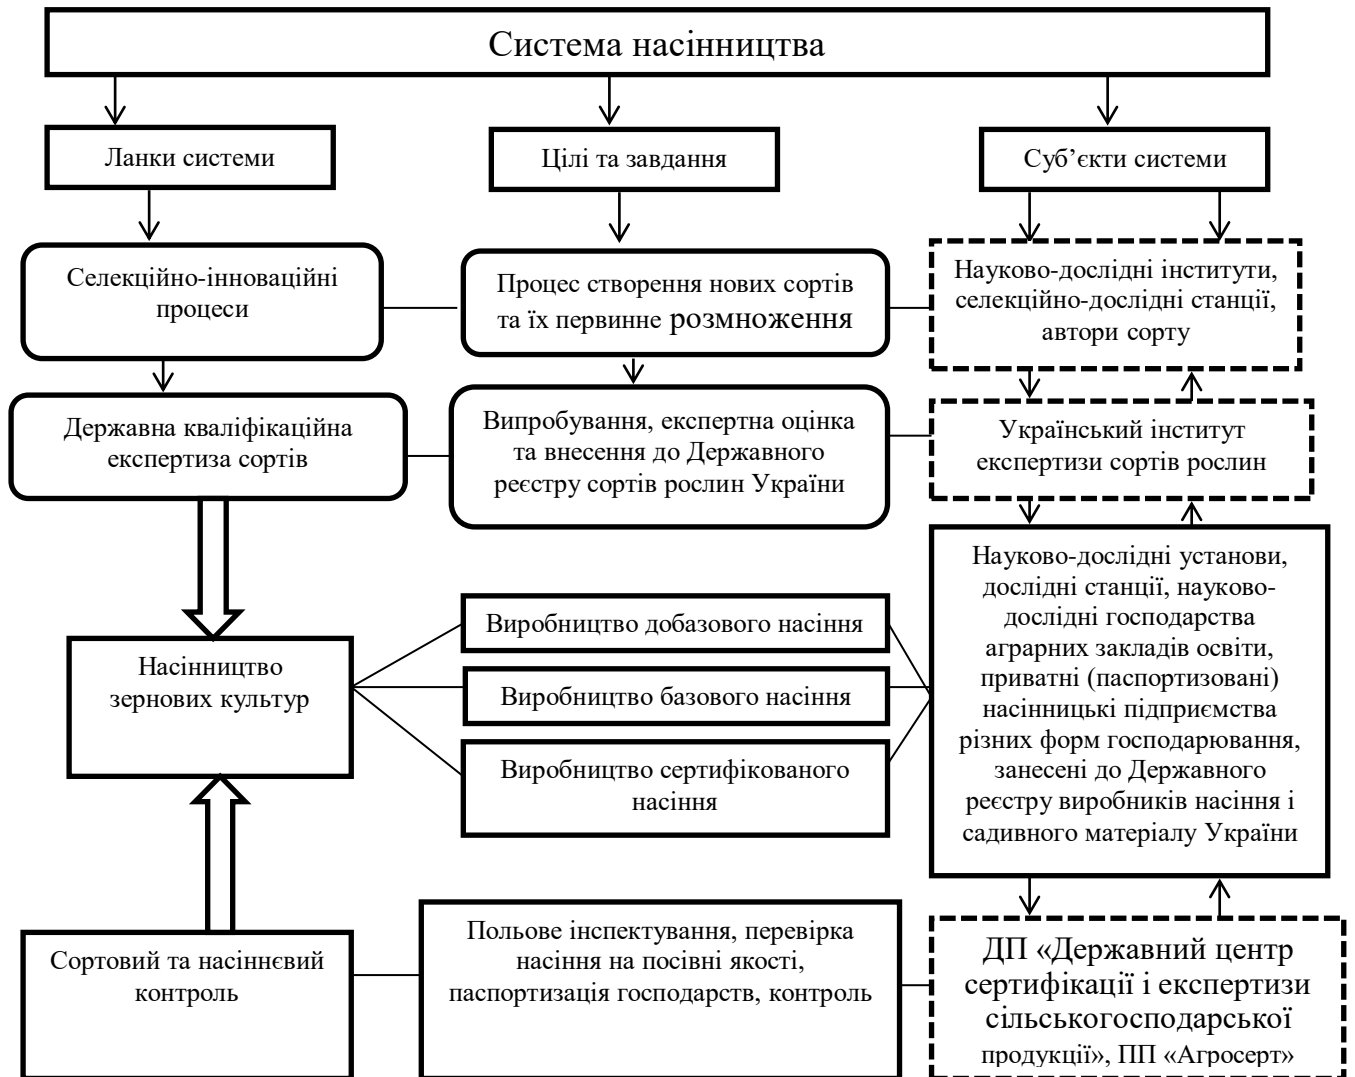 Система насінництва
Ланки системи
Цілі та завдання
Суб’єкти системи
Селекційно-інноваційні
процеси
Процес створення нових сортів
та їх первинне розмноження
Науково-дослідні інститути,
селекційно-дослідні станції,
автори сорту
Державна кваліфікаційна
експертиза сортів
Випробування, експертна оцінка
та внесення до Державного
реєстру сортів рослин України
Український інститут
експертизи сортів рослин
Насінництво
зернових культур
Виробництво добазового насіння
Виробництво базового насіння
Виробництво сертифікованого
насіння
Науково-дослідні установи,
дослідні станції, науково-
дослідні господарства
аграрних закладів освіти,
приватні (паспортизовані)
насінницькі підприємства
різних форм господарювання,
занесені до Державного
реєстру виробників насіння і
садивного матеріалу України
Сортовий та насіннєвий
контроль
Польове інспектування, перевірка
насіння на посівні якості,
паспортизація господарств, контроль
ДП «Державний центр
сертифікації і експертизи
сільськогосподарської
продукції», ПП «Агросерт»